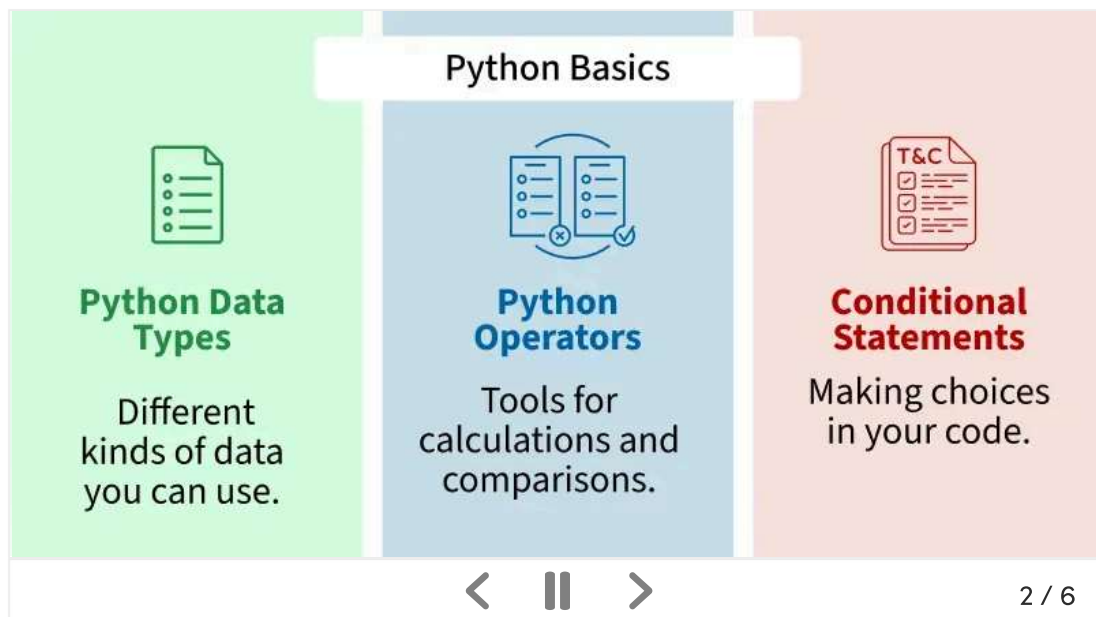 Python Basics
Python Data
Types
Different
kinds of data
you can use.
Python
Operators
Tools for
calculations and
comparisons.
T&C
Conditional
Statements
Making choices
in your code.
2 / 6